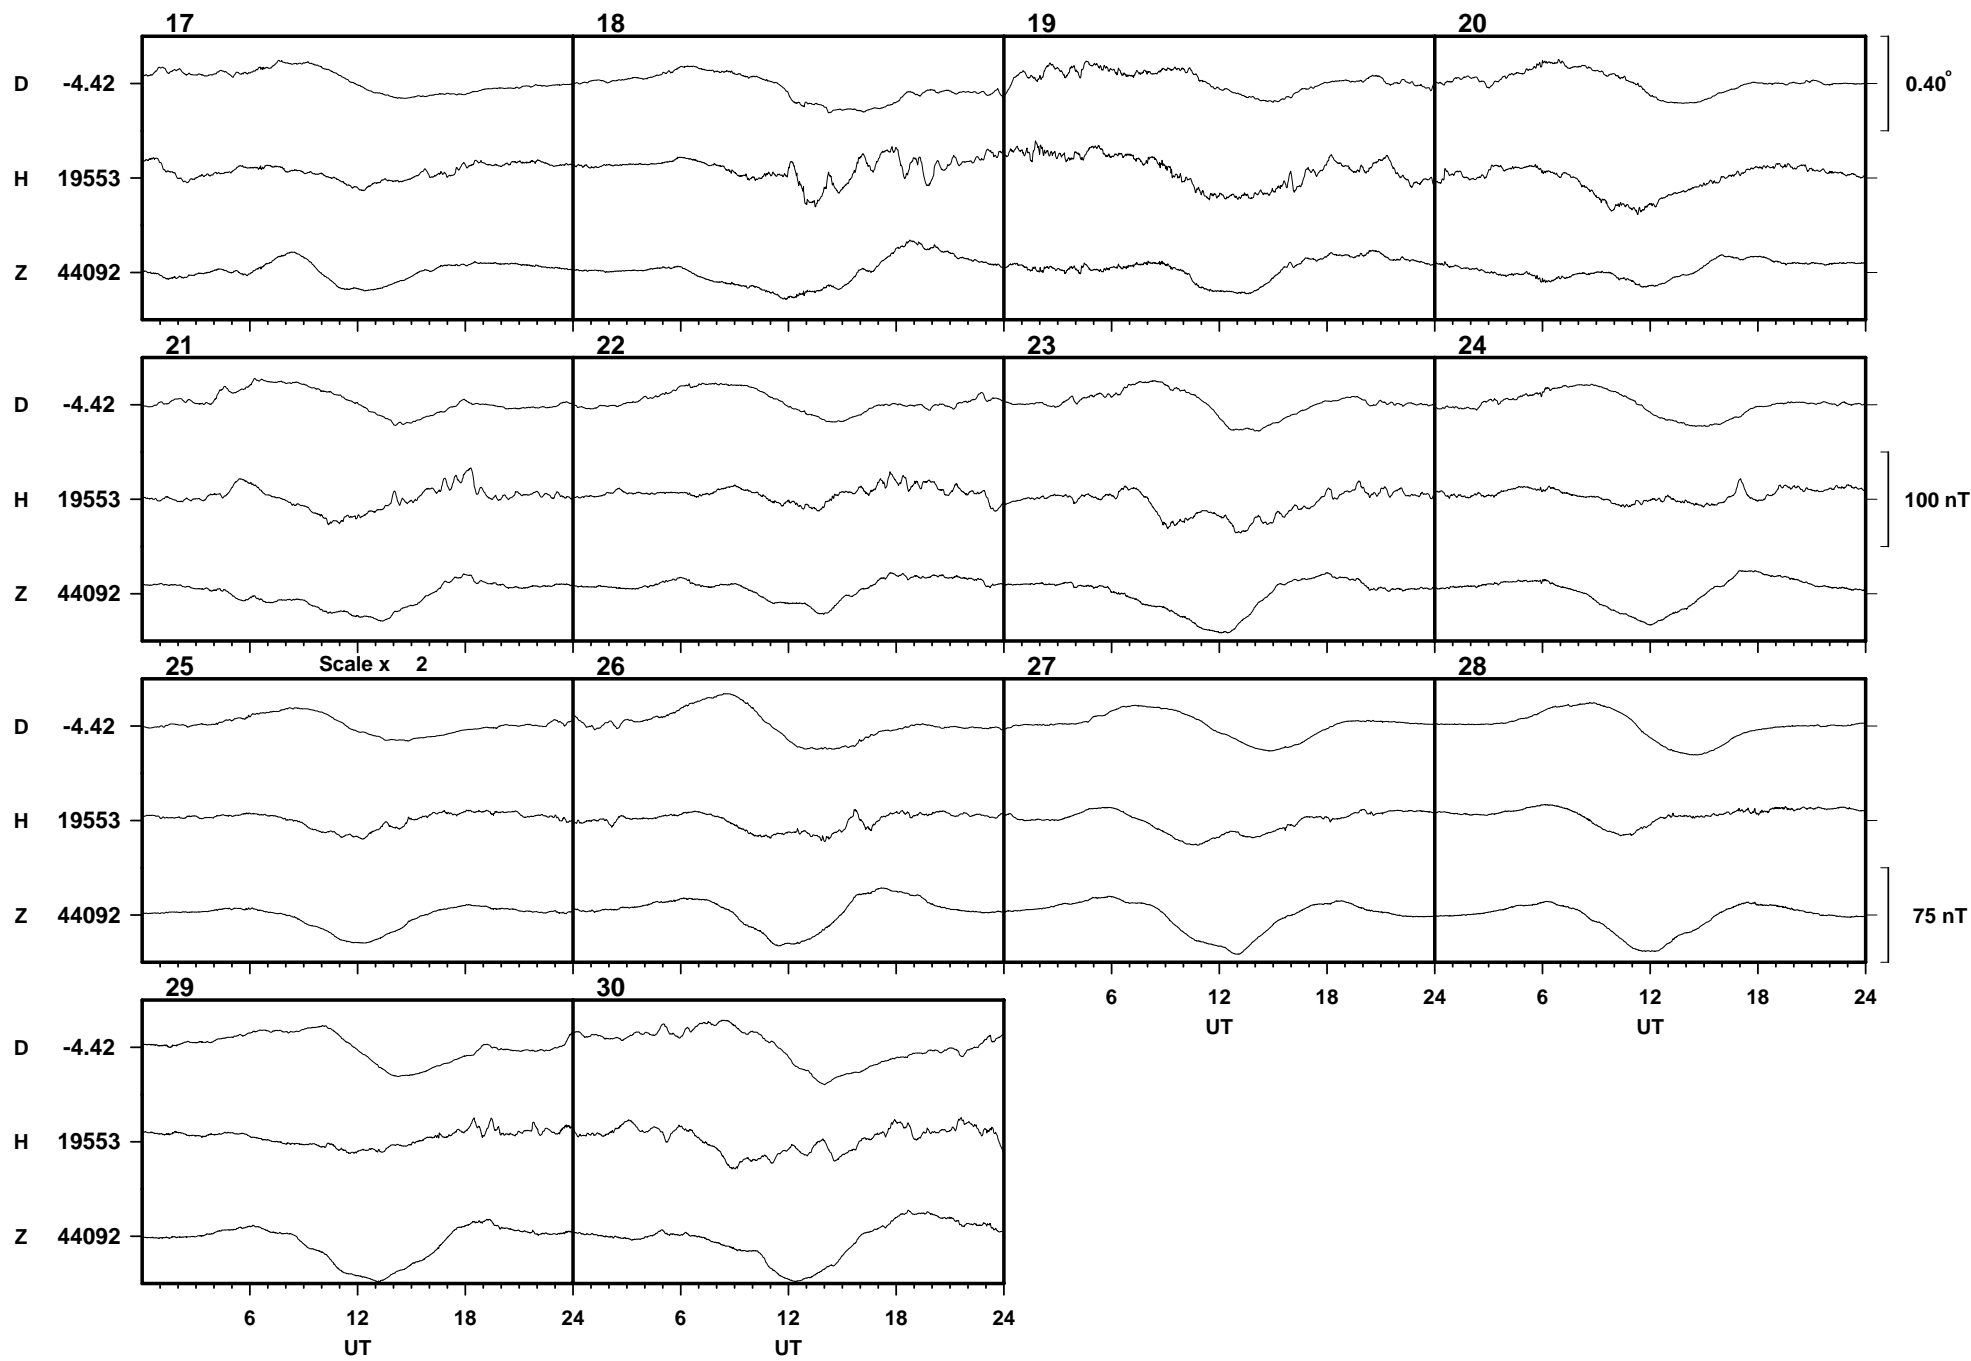 17 18 19 20
D -4.42 0.40°
H 19553
Z 44092
21 22 23 24
D -4.42
H 19553 100 nT
Z 44092
25 Scale x 2 26 27 28
D -4.42
H 19553
Z 44092 75 nT
29 30 6 12 18 24 6 12 18 24
UT UT
D -4.42
H 19553
Z 44092
6 12 18 24 6 12 18 24
UT UT